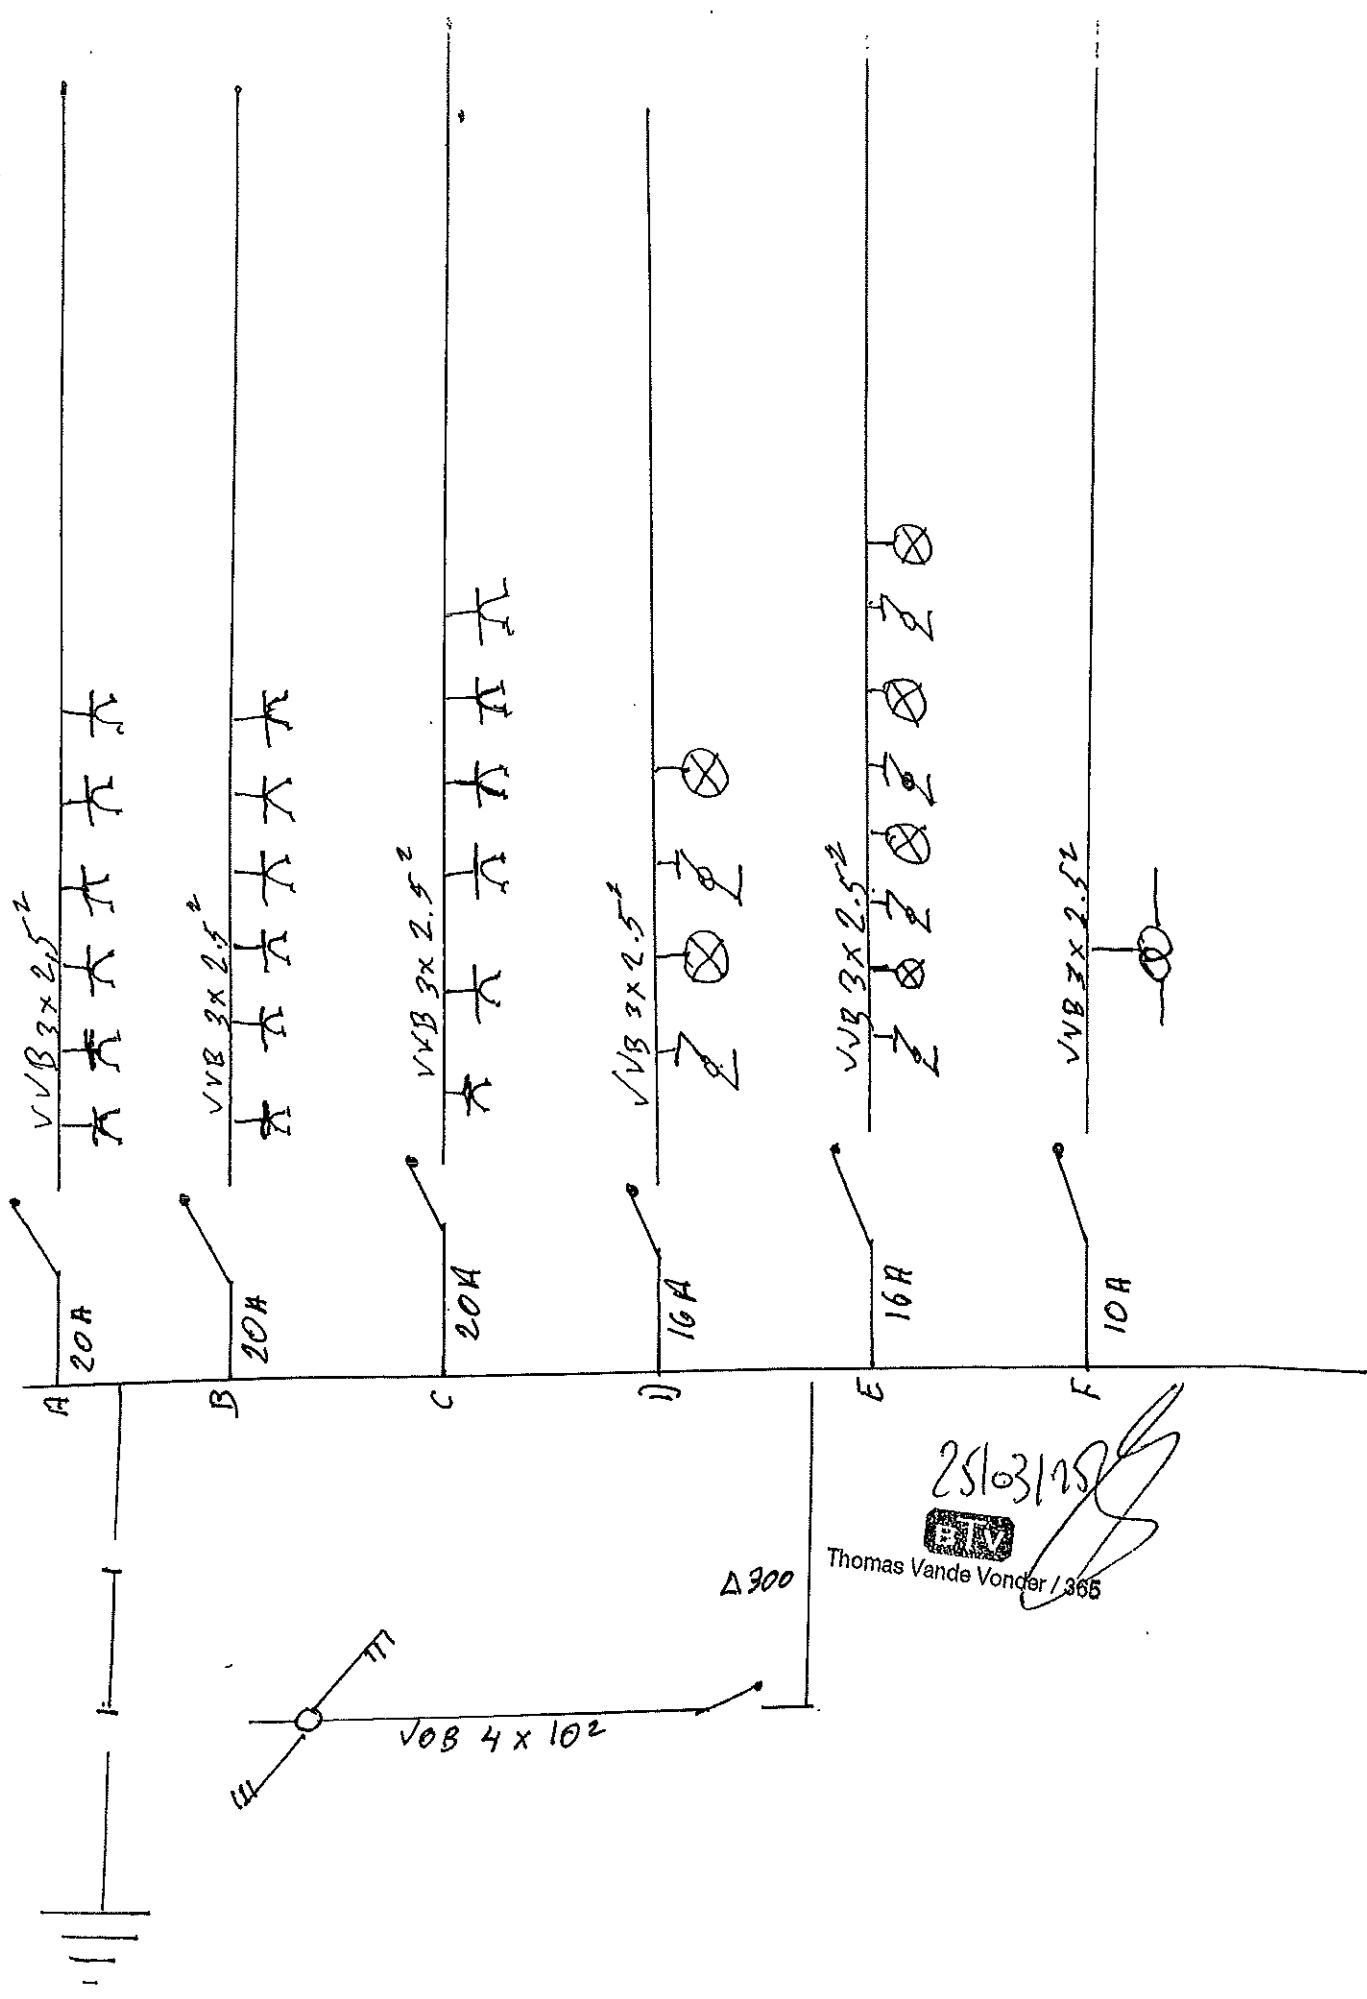 VVB 3x2,5²
A
20A
VVB 3x2.5²
B
20A
VVB 3x2.5²
C
20A
VVB 3x2.5²
D
16A
VVB 3x2.5²
E
16A
VVB 3x2.5²
F
10A
Δ300
VOB 4x10²
25/03/25
BTV
Thomas Vande Vonder / 365